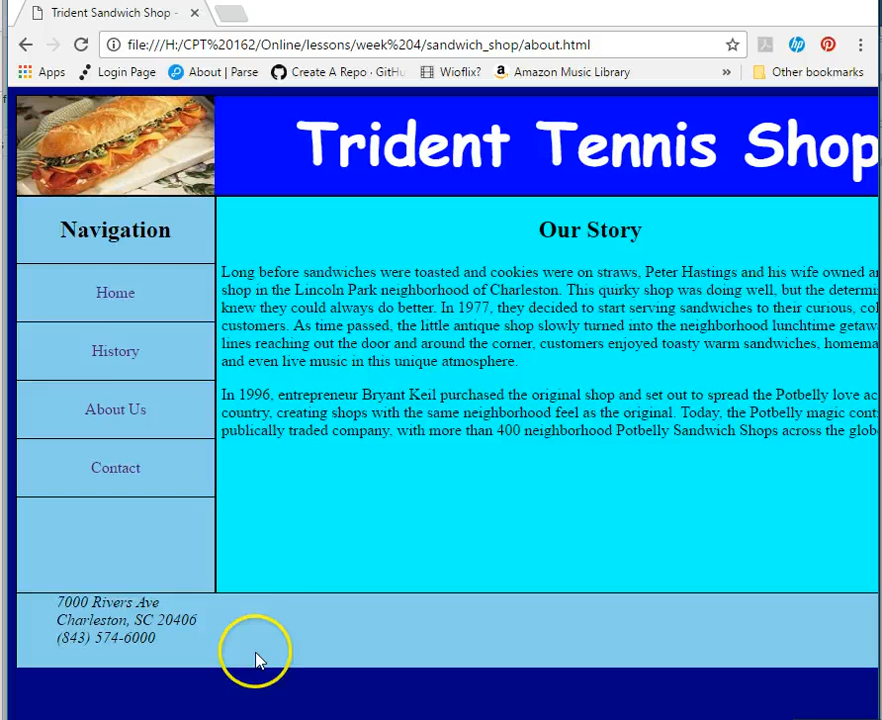 Trident Sandwich Shop -
file:///H:/CPT%20162/Online/lessons/week%204/sandwich_shop/about.html
Apps Login Page About | Parse Create A Repo · GitHu Wioflix? Amazon Music Library » Other bookmarks
Trident Tennis Shop
Navigation
Home
History
About Us
Contact
Our Story
Long before sandwiches were toasted and cookies were on straws, Peter Hastings and his wife owned an
shop in the Lincoln Park neighborhood of Charleston. This quirky shop was doing well, but the determi
knew they could always do better. In 1977, they decided to start serving sandwiches to their curious, col
customers. As time passed, the little antique shop slowly turned into the neighborhood lunchtime getaw
lines reaching out the door and around the corner, customers enjoyed toasty warm sandwiches, homema
and even live music in this unique atmosphere.
In 1996, entrepreneur Bryant Keil purchased the original shop and set out to spread the Potbelly love ac
country, creating shops with the same neighborhood feel as the original. Today, the Potbelly magic cont
publically traded company, with more than 400 neighborhood Potbelly Sandwich Shops across the glob
7000 Rivers Ave
Charleston, SC 20406
(843) 574-6000